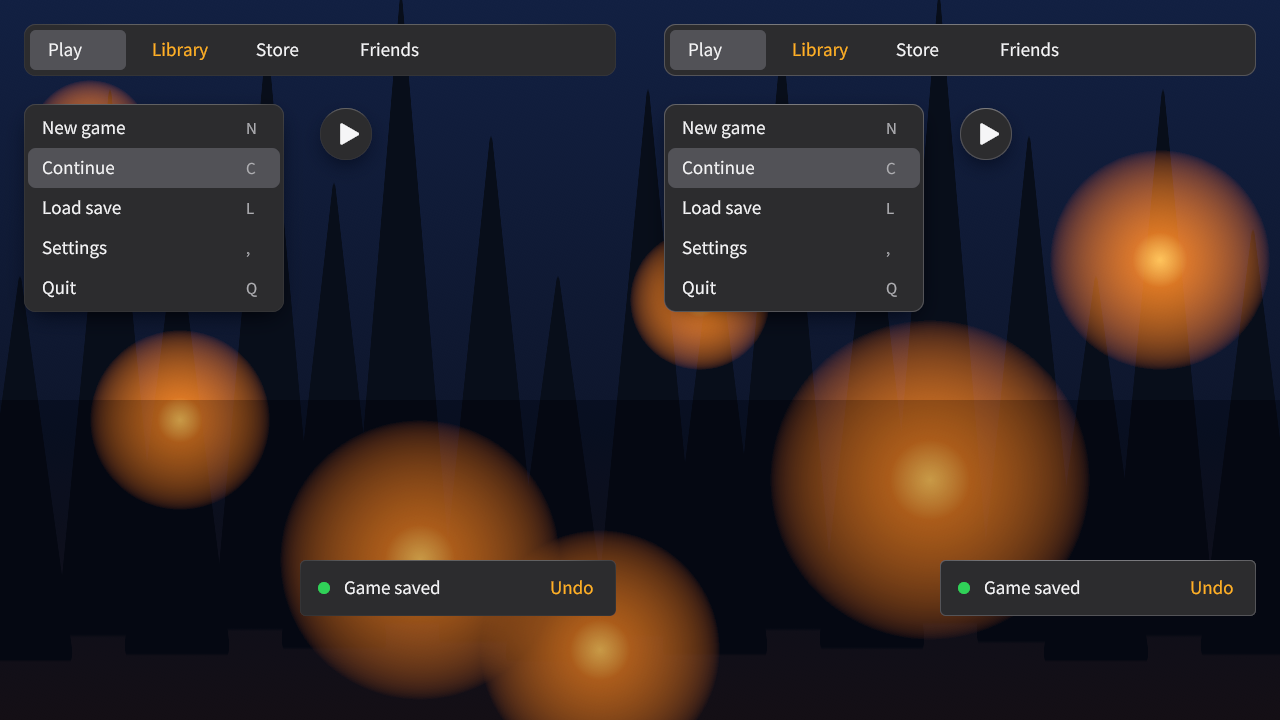 Play Library Store Friends
New game N
Continue C
Load save L
Settings ,
Quit Q
Game saved Undo
Play Library Store Friends
New game N
Continue C
Load save L
Settings ,
Quit Q
Game saved Undo